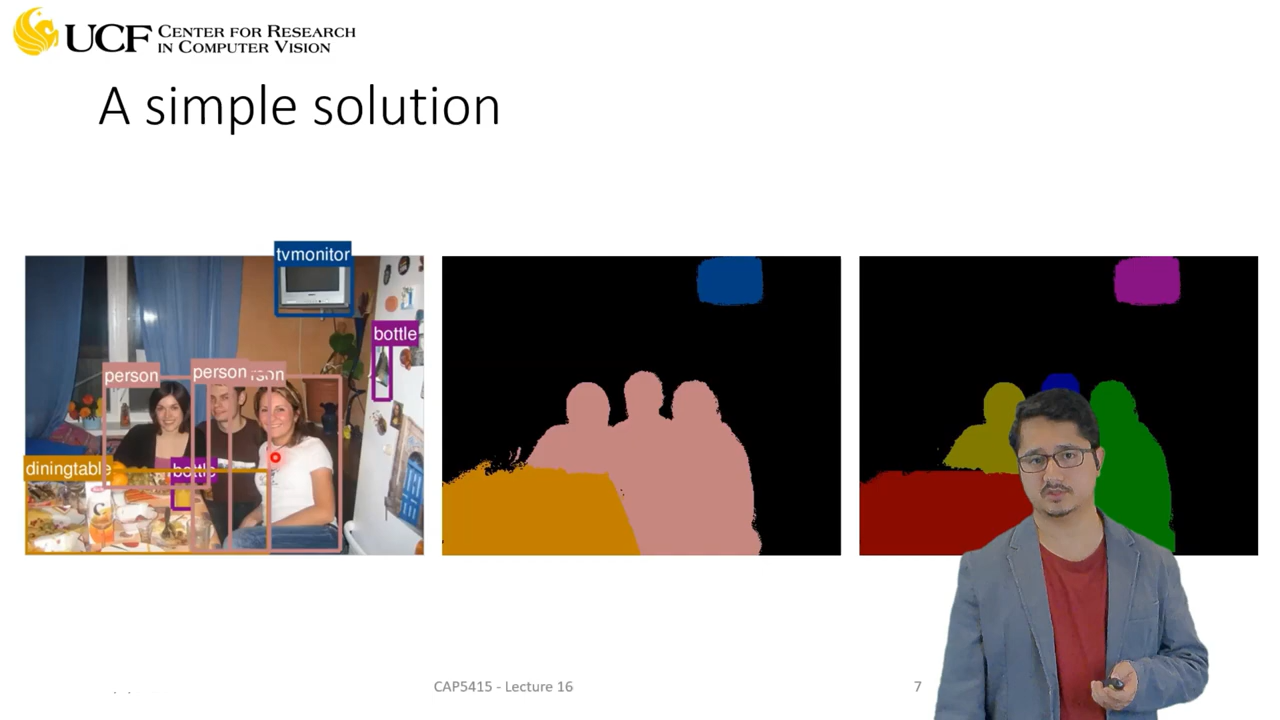 UCF CENTER FOR RESEARCH
IN COMPUTER VISION
A simple solution
tvmonitor
bottle
person
person
diningtable
bottle
CAP5415 - Lecture 16
7